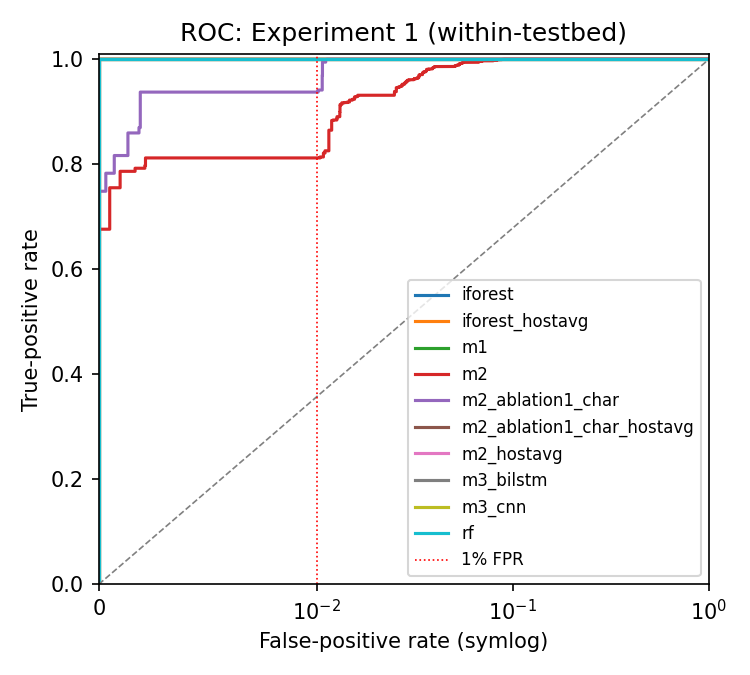 ROC: Experiment 1 (within-testbed)
True-positive rate
1.0
0.8
0.6
0.4
0.2
0.0
iforest
iforest_hostavg
m1
m2
m2_ablation1_char
m2_ablation1_char_hostavg
m2_hostavg
m3_bilstm
m3_cnn
rf
1% FPR
0 10⁻² 10⁻¹ 10⁰
False-positive rate (symlog)